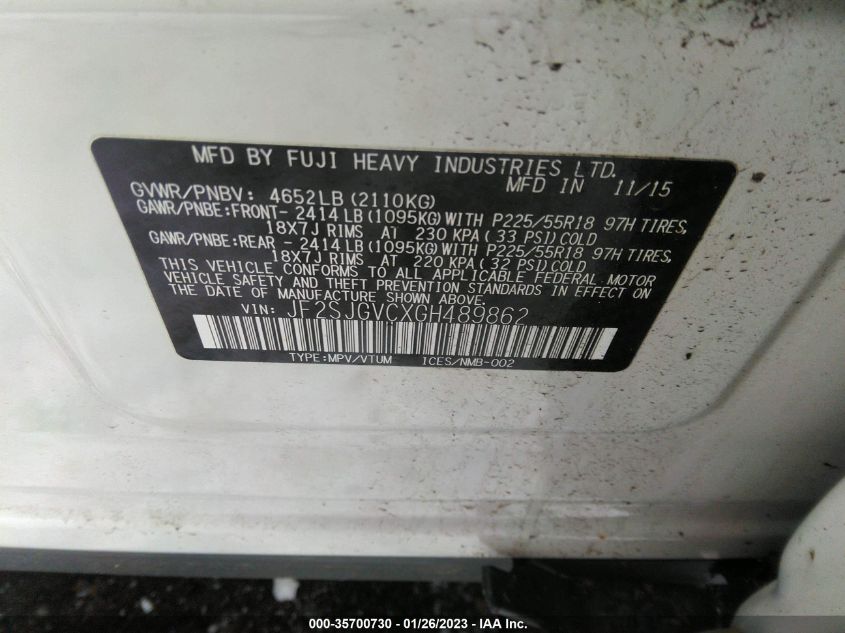 MFD BY FUJI HEAVY INDUSTRIES LTD.
MFD IN 11/15
GVWR/PNBV: 4652LB(2110KG)
GAWR/PNBE:FRONT- 2414LB(1095KG)WITH P225/55R18 97H TIRES,
18X7J RIMS AT 230 KPA(33 PSI)COLD
GAWR/PNBE:REAR - 2414LB(1095KG)WITH P225/55R18 97H TIRES,
18X7J RIMS AT 220 KPA(32 PSI)COLD
THIS VEHICLE CONFORMS TO ALL APPLICABLE FEDERAL MOTOR
VEHICLE SAFETY AND THEFT PREVENTION STANDARDS IN EFFECT ON
THE DATE OF MANUFACTURE SHOWN ABOVE.
VIN: JF2SJGVCXGH489862
TYPE:MPV/VTUM ICES/NMB-002
000-35700730 - 01/26/2023 - IAA Inc.